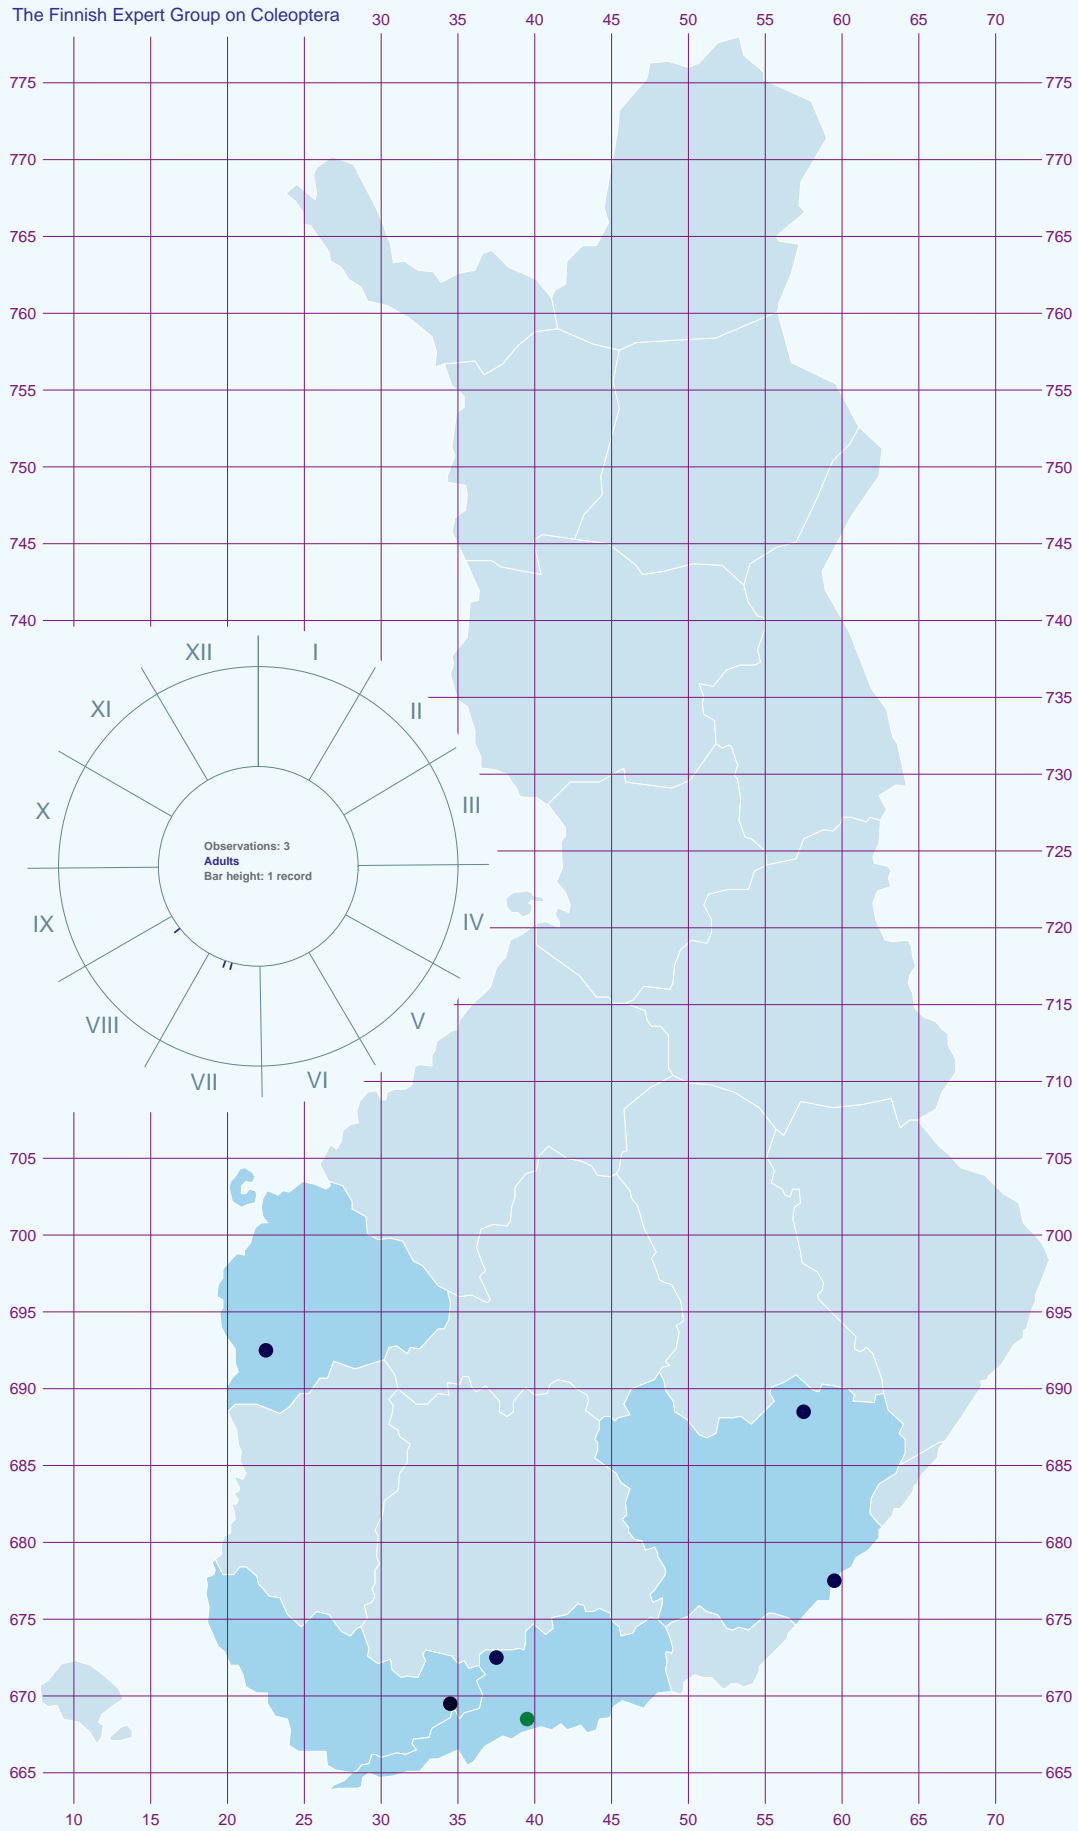 The Finnish Expert Group on Coleoptera
30 35 40 45 50 55 60 65 70
775 775
770 770
765 765
760 760
755 755
750 750
745 745
740 740
XII I
XI II
735
730
X III
Observations: 3
725
Adults
Bar height: 1 record
IX IV 720
715
VIII V
VII VI 710
705 705
700 700
695 695
690 690
685 685
680 680
675 675
670 670
665 665
10 15 20 25 30 35 40 45 50 55 60 65 70